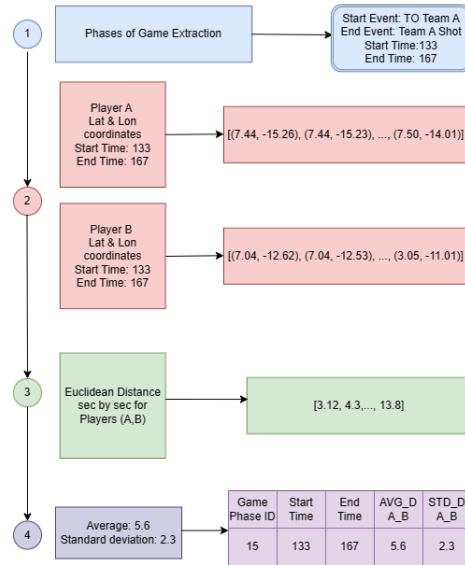 1
Phases of Game Extraction
Start Event: TO Team A
End Event: Team A Shot
Start Time:133
End Time: 167
Player A
Lat & Lon
coordinates
Start Time: 133
End Time: 167
[(7.44, -15.26), (7.44, -15.23), ..., (7.50, -14.01)]
2
Player B
Lat & Lon
coordinates
Start Time: 133
End Time: 167
[(7.04, -12.62), (7.04, -12.53), ..., (3.05, -11.01)]
3
Euclidean Distance
sec by sec for
Players (A,B)
[3.12, 4.3,..., 13.8]
4
Average: 5.6
Standard deviation: 2.3
Game Phase ID Start Time End Time AVG_D A_B STD_D A_B
15 133 167 5.6 2.3